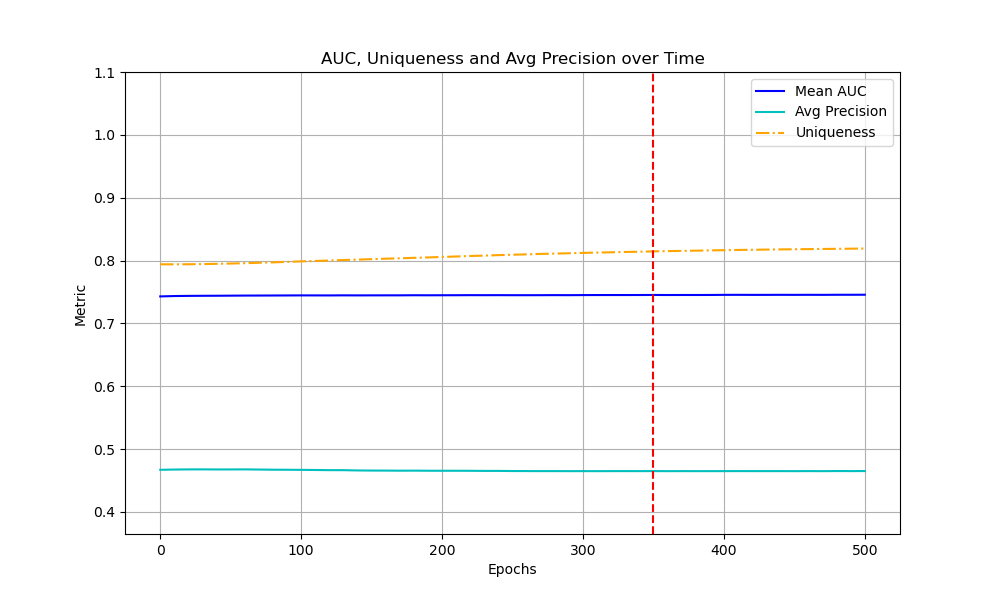 AUC, Uniqueness and Avg Precision over Time
1.1
1.0
0.9
0.8
0.7
0.6
0.5
0.4
Metric
Mean AUC
Avg Precision
Uniqueness
0 100 200 300 400 500
Epochs